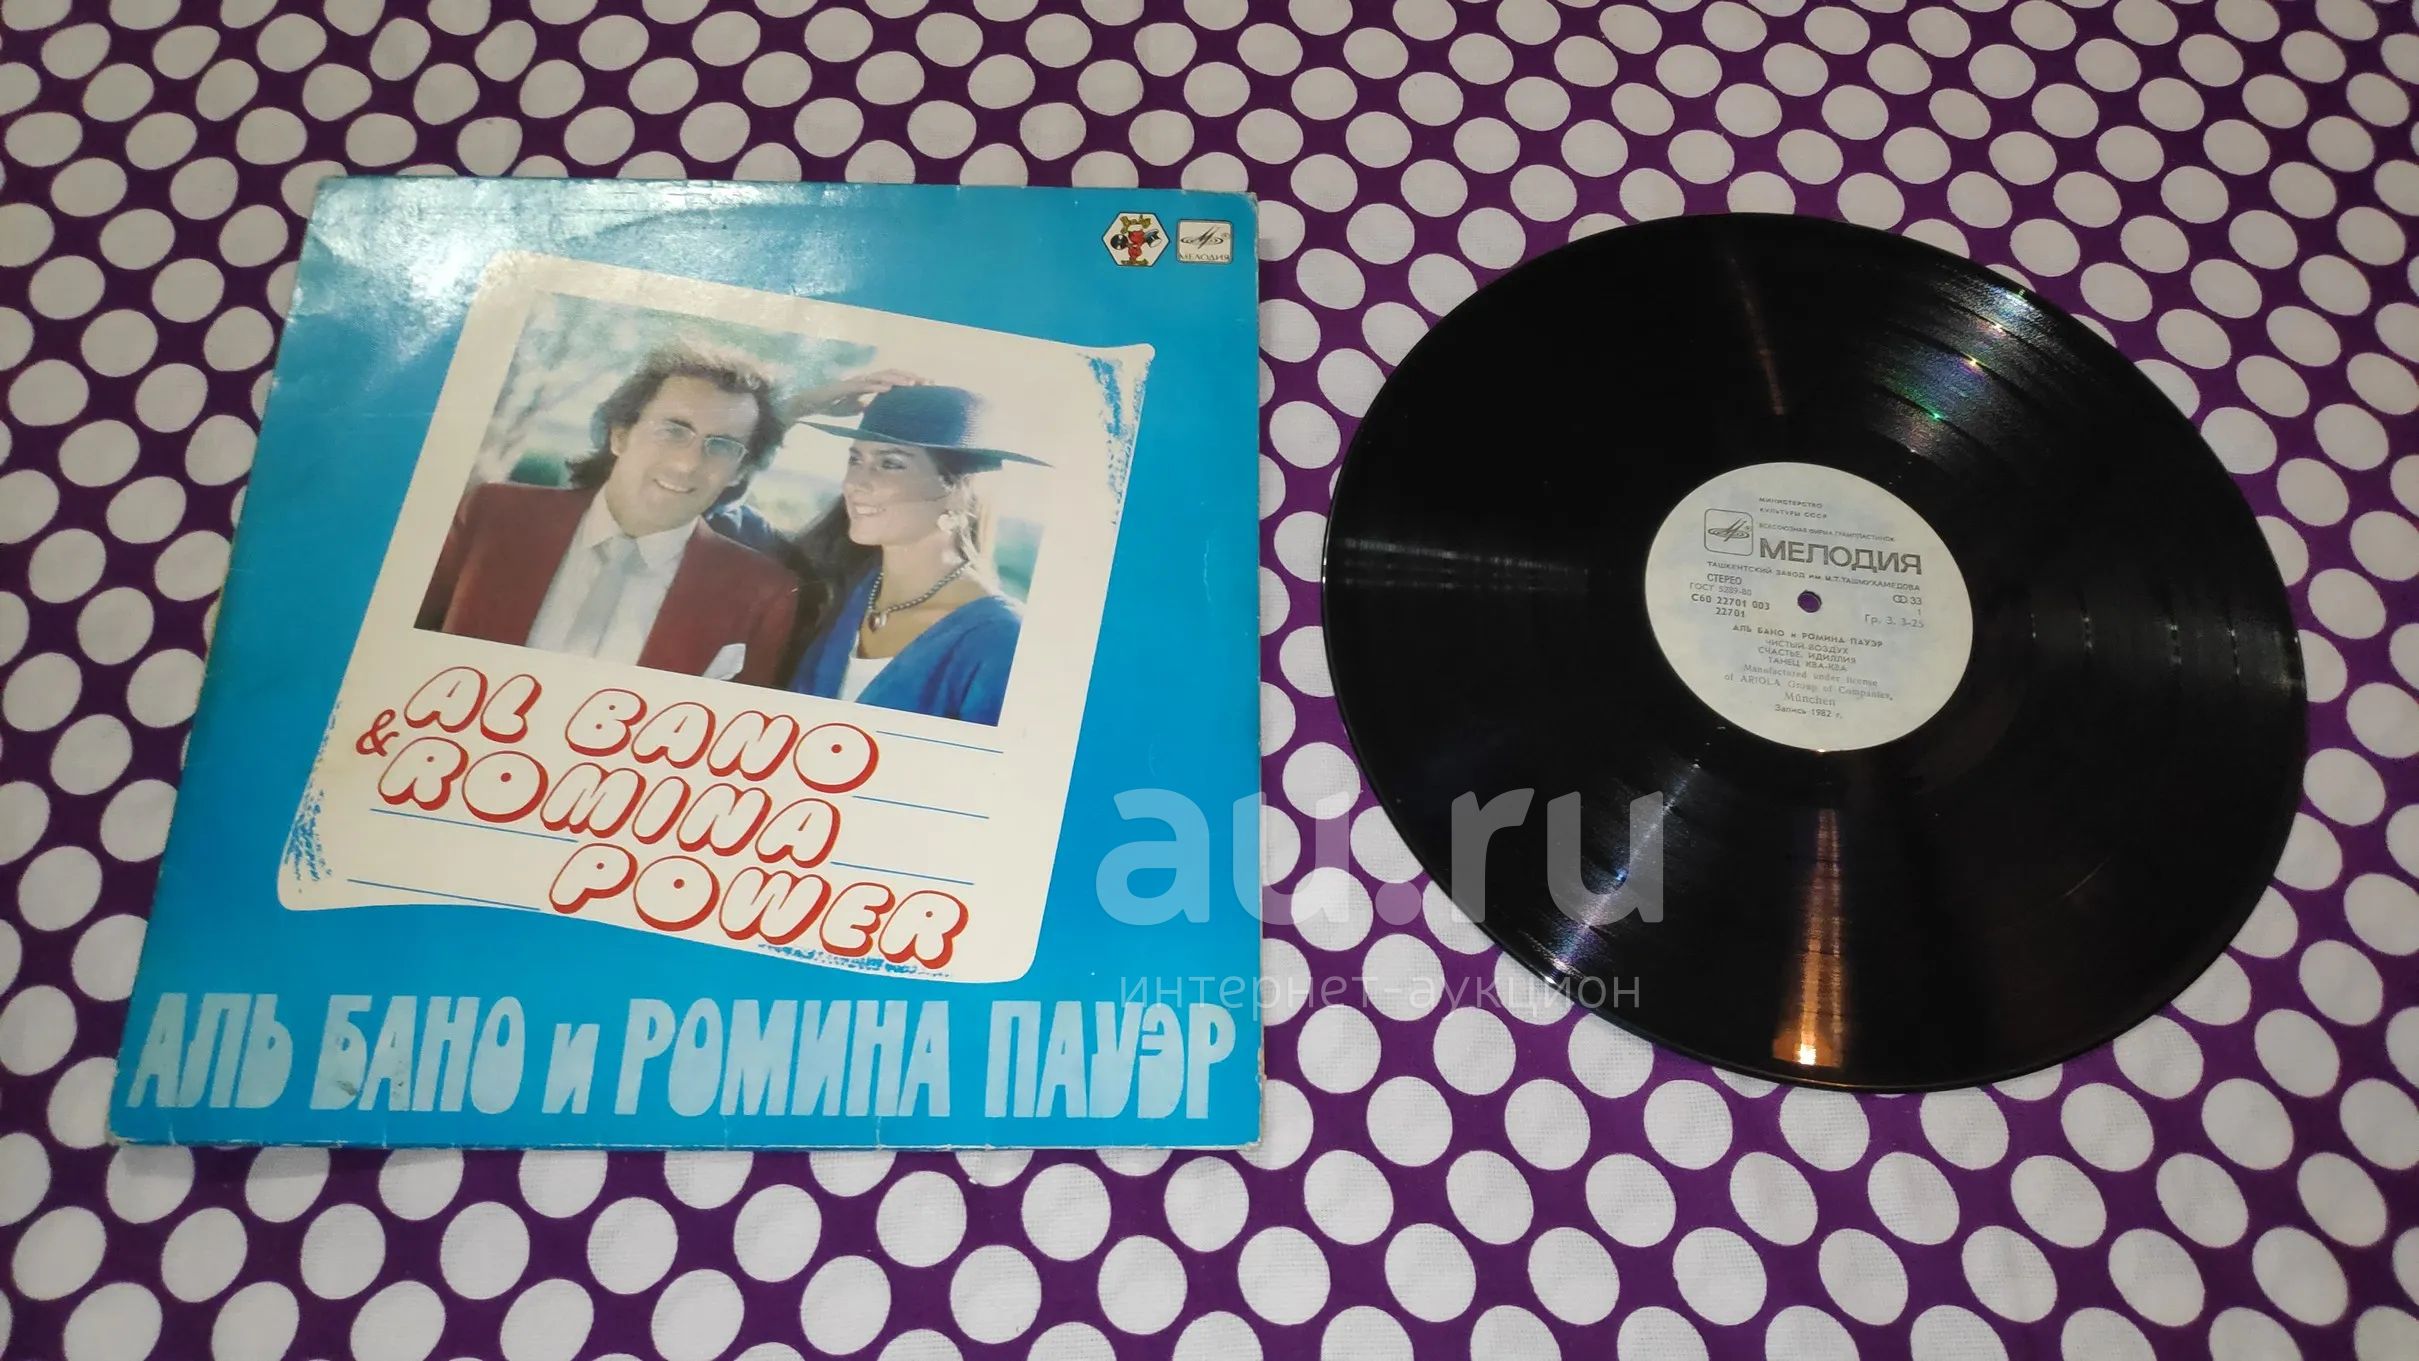 МЕЛОДИЯ
AL BANO
& ROMINA
POWER
АЛЬ БАНО и РОМИНА ПАУЭР
МИНИСТЕРСТВО
КУЛЬТУРЫ СССР
ВСЕСОЮЗНАЯ ФИРМА ГРАМПЛАСТИНОК
МЕЛОДИЯ
ТАШКЕНТСКИЙ ЗАВОД ИМ. М.Т.ТАШМУХАМЕДОВА
СТЕРЕО
ГОСТ 5289-80
33
С60 22701 003
1
22701
Гр. 3. 3-25
АЛЬ БАНО и РОМИНА ПАУЭР
ЧИСТЫЙ ВОЗДУХ
СЧАСТЬЕ. ИДИЛЛИЯ
ТАНЕЦ КВА-КВА
Manufactured under license
of ARIOLA Group of Companies,
München
Запись 1982 г.
au.ru
интернет-аукцион